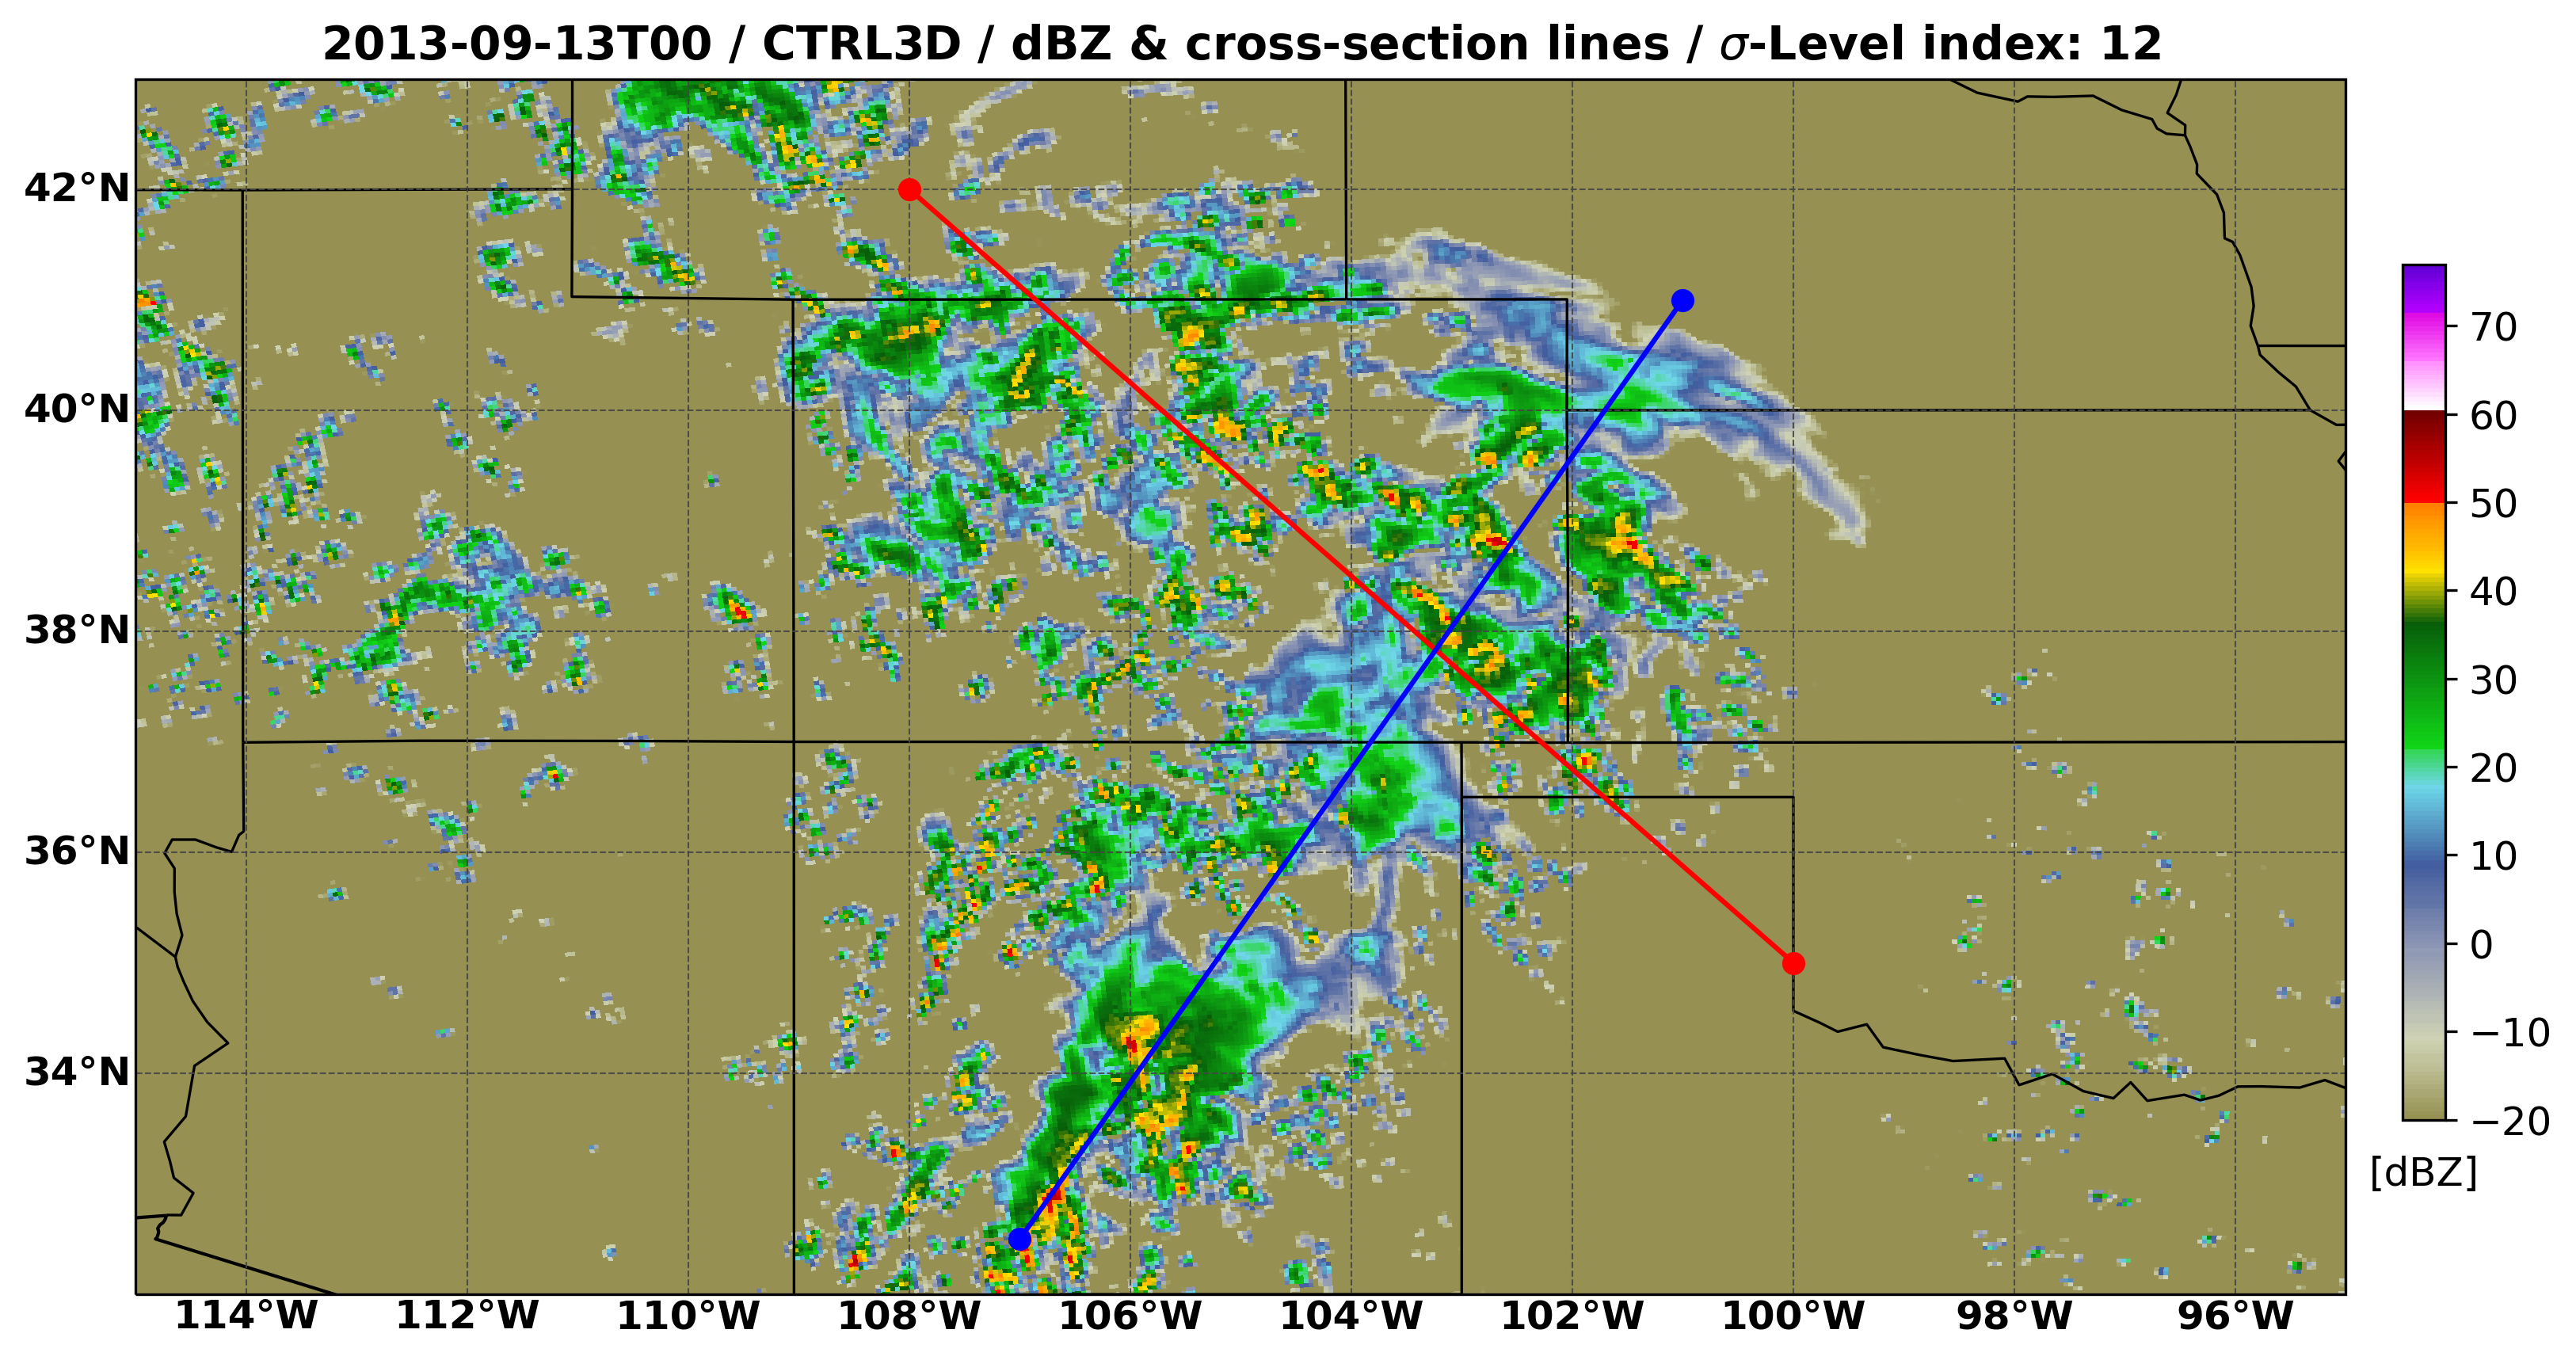 2013-09-13T00 / CTRL3D / dBZ & cross-section lines / σ-Level index: 12
42°N
40°N
38°N
36°N
34°N
114°W 112°W 110°W 108°W 106°W 104°W 102°W 100°W 98°W 96°W
70
60
50
40
30
20
10
0
−10
−20
[dBZ]